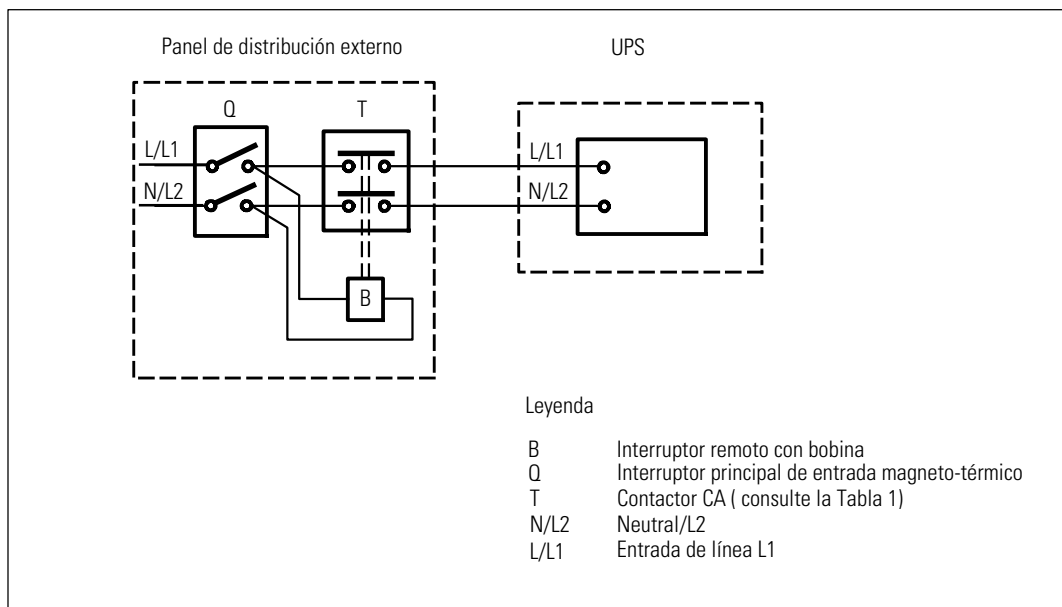 Panel de distribución externo
UPS
Q
T
L/L1
N/L2
L/L1
N/L2
B
Leyenda
B Interruptor remoto con bobina
Q Interruptor principal de entrada magneto-térmico
T Contactor CA ( consulte la Tabla 1)
N/L2 Neutral/L2
L/L1 Entrada de línea L1